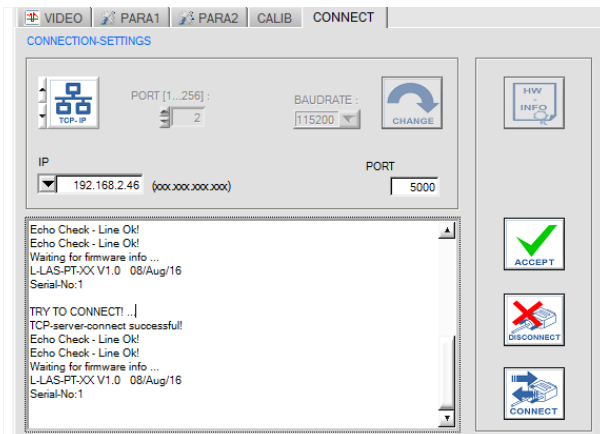 VIDEO PARA1 PARA2 CALIB CONNECT
CONNECTION-SETTINGS
TCP-IP
PORT [1...256] :
2
BAUDRATE :
115200
CHANGE
HW
-
INFO
IP
192.168.2.46 (xxx.xxx.xxx.xxx)
PORT
5000
Echo Check - Line Ok!
Echo Check - Line Ok!
Waiting for firmware info ...
L-LAS-PT-XX V1.0 08/Aug/16
Serial-No:1
TRY TO CONNECT! ...
TCP-server-connect successful!
Echo Check - Line Ok!
Echo Check - Line Ok!
Waiting for firmware info ...
L-LAS-PT-XX V1.0 08/Aug/16
Serial-No:1
ACCEPT
DISCONNECT
CONNECT